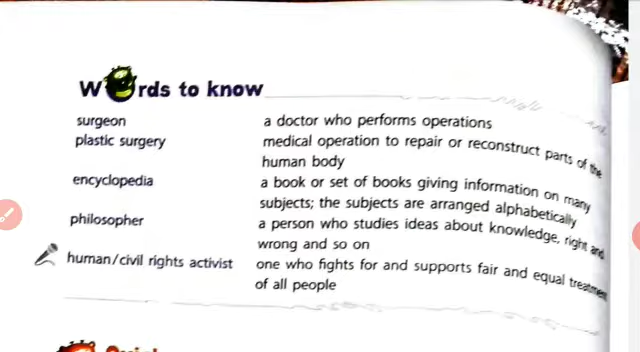 Words to know
surgeon a doctor who performs operations
plastic surgery medical operation to repair or reconstruct parts of the
human body
encyclopedia a book or set of books giving information on many
subjects; the subjects are arranged alphabetically
philosopher a person who studies ideas about knowledge, right and
wrong and so on
human/civil rights activist one who fights for and supports fair and equal treatment
of all people